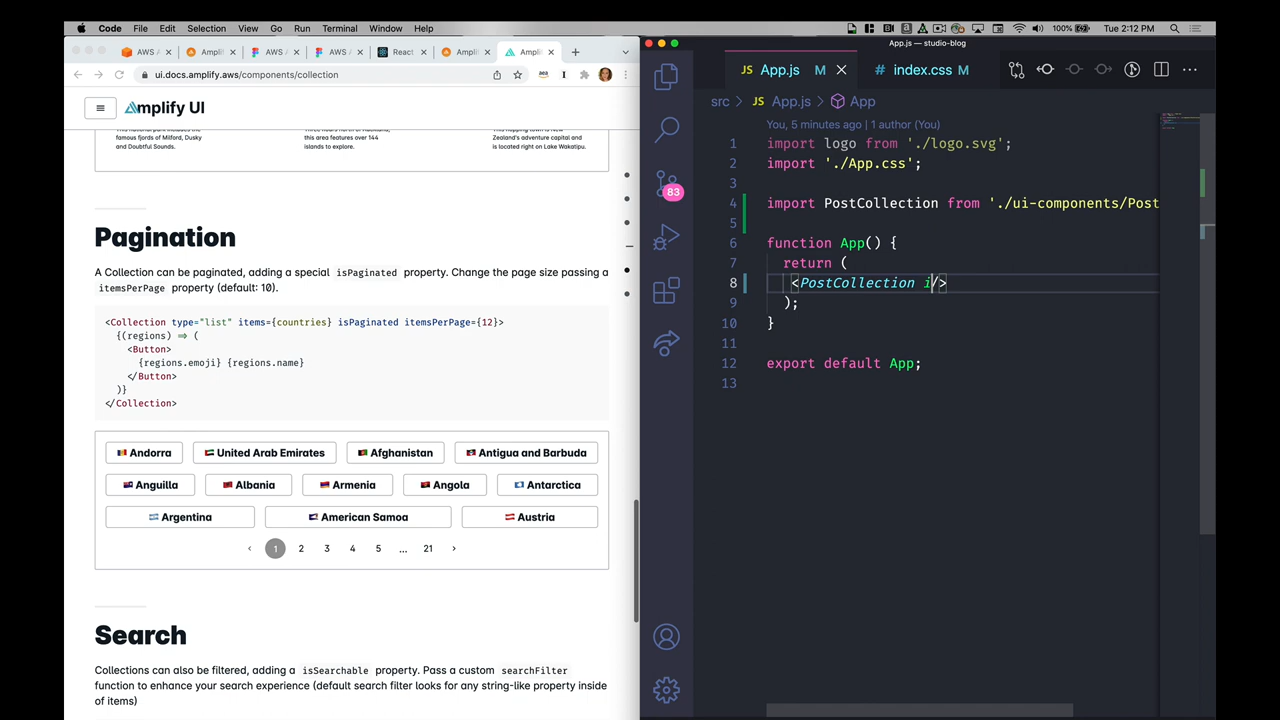 Code File Edit Selection View Go Run Terminal Window Help
100% Tue 2:12 PM
AWS A Amplif AWS AWS React Amplif Amplif
ui.docs.amplify.aws/components/collection
aea
Amplify UI
This national park includes the famous fjords of Milford, Dusky and Doubtful Sounds.
Three hours north of Auckland, this area features over 144 islands to explore.
This happing town is New Zealand's adventure capital and is located right on Lake Wakatipu.
Pagination
A Collection can be paginated, adding a special isPaginated property. Change the page size passing a
itemsPerPage property (default: 10).
<Collection type="list" items={countries} isPaginated itemsPerPage={12}>
{(regions) => (
<Button>
{regions.emoji} {regions.name}
</Button>
)}
</Collection>
Andorra United Arab Emirates Afghanistan Antigua and Barbuda
Anguilla Albania Armenia Angola Antarctica
Argentina American Samoa Austria
‹ 1 2 3 4 5 ... 21 ›
Search
Collections can also be filtered, adding a isSearchable property. Pass a custom searchFilter
function to enhance your search experience (default search filter looks for any string-like property inside
of items)
App.js — studio-blog
JS App.js M # index.css M
src > JS App.js > App
You, 5 minutes ago | 1 author (You)
1 import logo from './logo.svg';
2 import './App.css';
3
4 import PostCollection from './ui-components/Post
5
6 function App() {
7 return (
8 <PostCollection i/>
9 );
10 }
11
12 export default App;
13
83